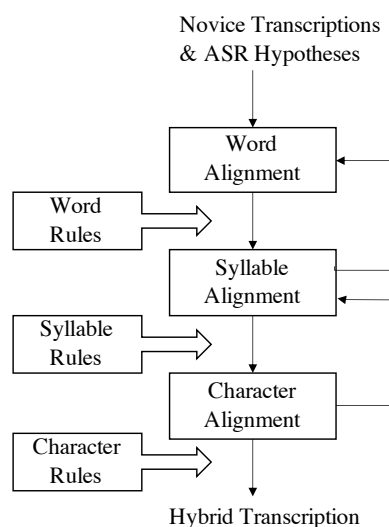 Novice Transcriptions
& ASR Hypotheses
Word
Alignment
Word
Rules
Syllable
Alignment
Syllable
Rules
Character
Alignment
Character
Rules
Hybrid Transcription